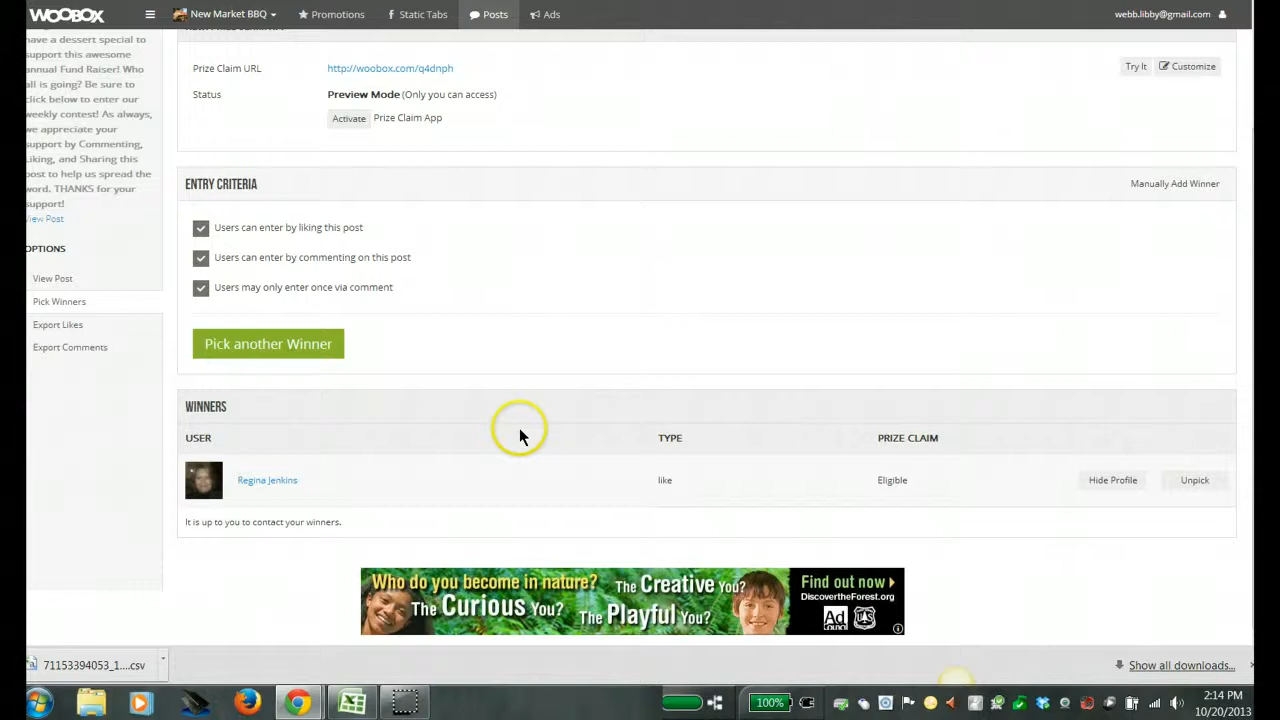 WOOBOX
New Market BBQ
Promotions
Static Tabs
Posts
Ads
webb.libby@gmail.com
have a dessert special to
support this awesome
annual Fund Raiser! Who
all is going? Be sure to
click below to enter our
weekly contest! As always,
we appreciate your
support by Commenting,
Liking, and Sharing this
post to help us spread the
word. THANKS for your
support!
View Post
OPTIONS
View Post
Pick Winners
Export Likes
Export Comments
Prize Claim URL
http://woobox.com/q4dnph
Try It
Customize
Status
Preview Mode (Only you can access)
Activate
Prize Claim App
ENTRY CRITERIA
Manually Add Winner
Users can enter by liking this post
Users can enter by commenting on this post
Users may only enter once via comment
Pick another Winner
WINNERS
USER
TYPE
PRIZE CLAIM
Regina Jenkins
like
Eligible
Hide Profile
Unpick
It is up to you to contact your winners.
Who do you become in nature?
The Creative You?
The Curious You?
The Playful You?
Find out now
DiscovertheForest.org
Ad
Council
UAS
71153394053_1....csv
Show all downloads...
100%
2:14 PM
10/20/2013